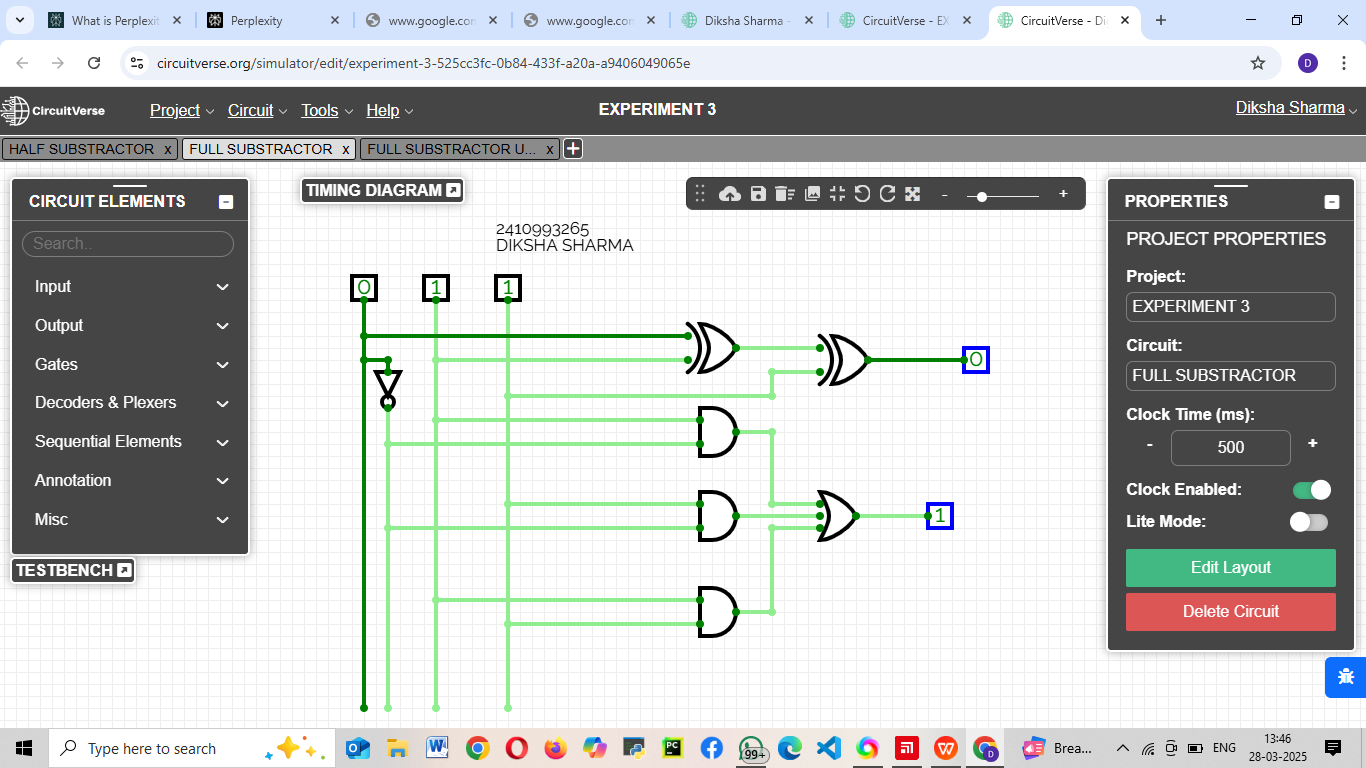 What is Perplexit
Perplexity
www.google.con
www.google.con
Diksha Sharma -
CircuitVerse - EX
CircuitVerse - Di
circuitverse.org/simulator/edit/experiment-3-525cc3fc-0b84-433f-a20a-a9406049065e
D
CircuitVerse
Project
Circuit
Tools
Help
EXPERIMENT 3
Diksha Sharma
HALF SUBSTRACTOR x
FULL SUBSTRACTOR x
FULL SUBSTRACTOR U... x
CIRCUIT ELEMENTS
Search..
Input
Output
Gates
Decoders & Plexers
Sequential Elements
Annotation
Misc
TESTBENCH
TIMING DIAGRAM
2410993265
DIKSHA SHARMA
0 1 1
0
1
- +
PROPERTIES
PROJECT PROPERTIES
Project:
EXPERIMENT 3
Circuit:
FULL SUBSTRACTOR
Clock Time (ms):
- 500 +
Clock Enabled:
Lite Mode:
Edit Layout
Delete Circuit
Type here to search
W
PC
99+
W
D
Brea...
ENG
13:46
28-03-2025